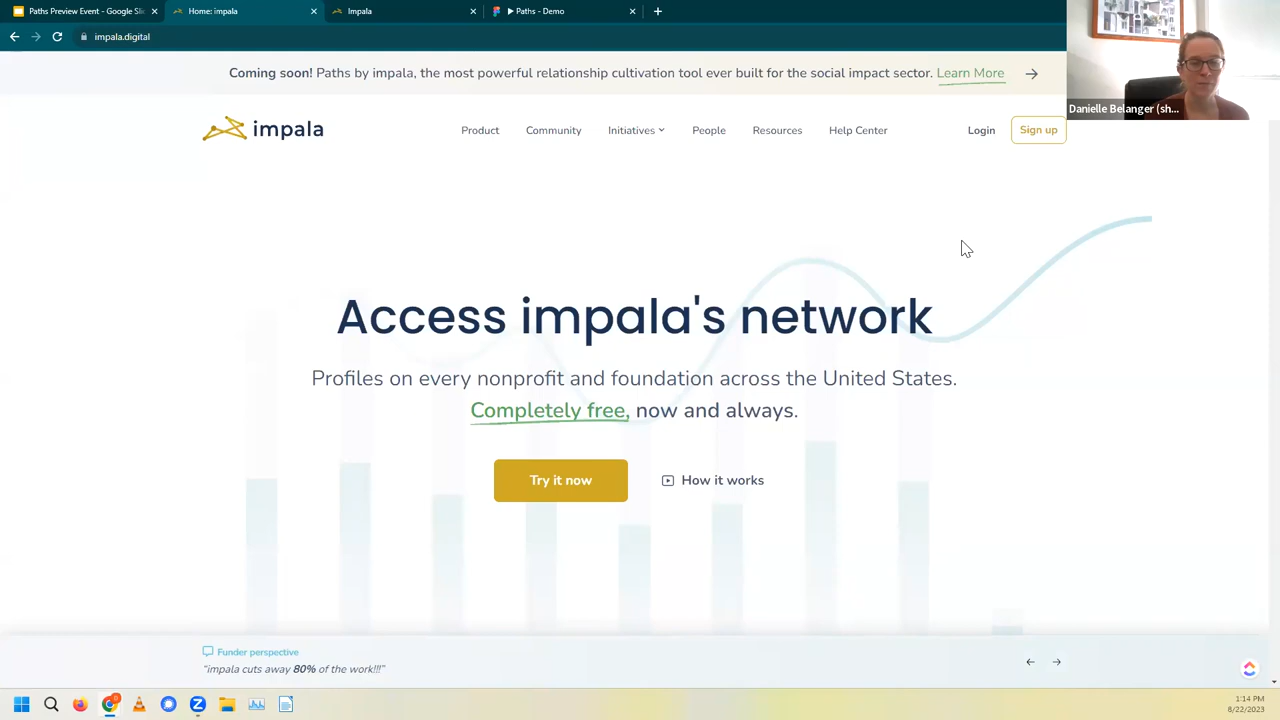 Paths Preview Event - Google Sli
Home: impala
Impala
Paths - Demo
impala.digital
Coming soon! Paths by impala, the most powerful relationship cultivation tool ever built for the social impact sector. Learn More
Danielle Belanger (sh...
impala
Product
Community
Initiatives
People
Resources
Help Center
Login
Sign up
Access impala's network
Profiles on every nonprofit and foundation across the United States.
Completely free, now and always.
Try it now
How it works
Funder perspective
“impala cuts away 80% of the work!!!”
1:14 PM
8/22/2023